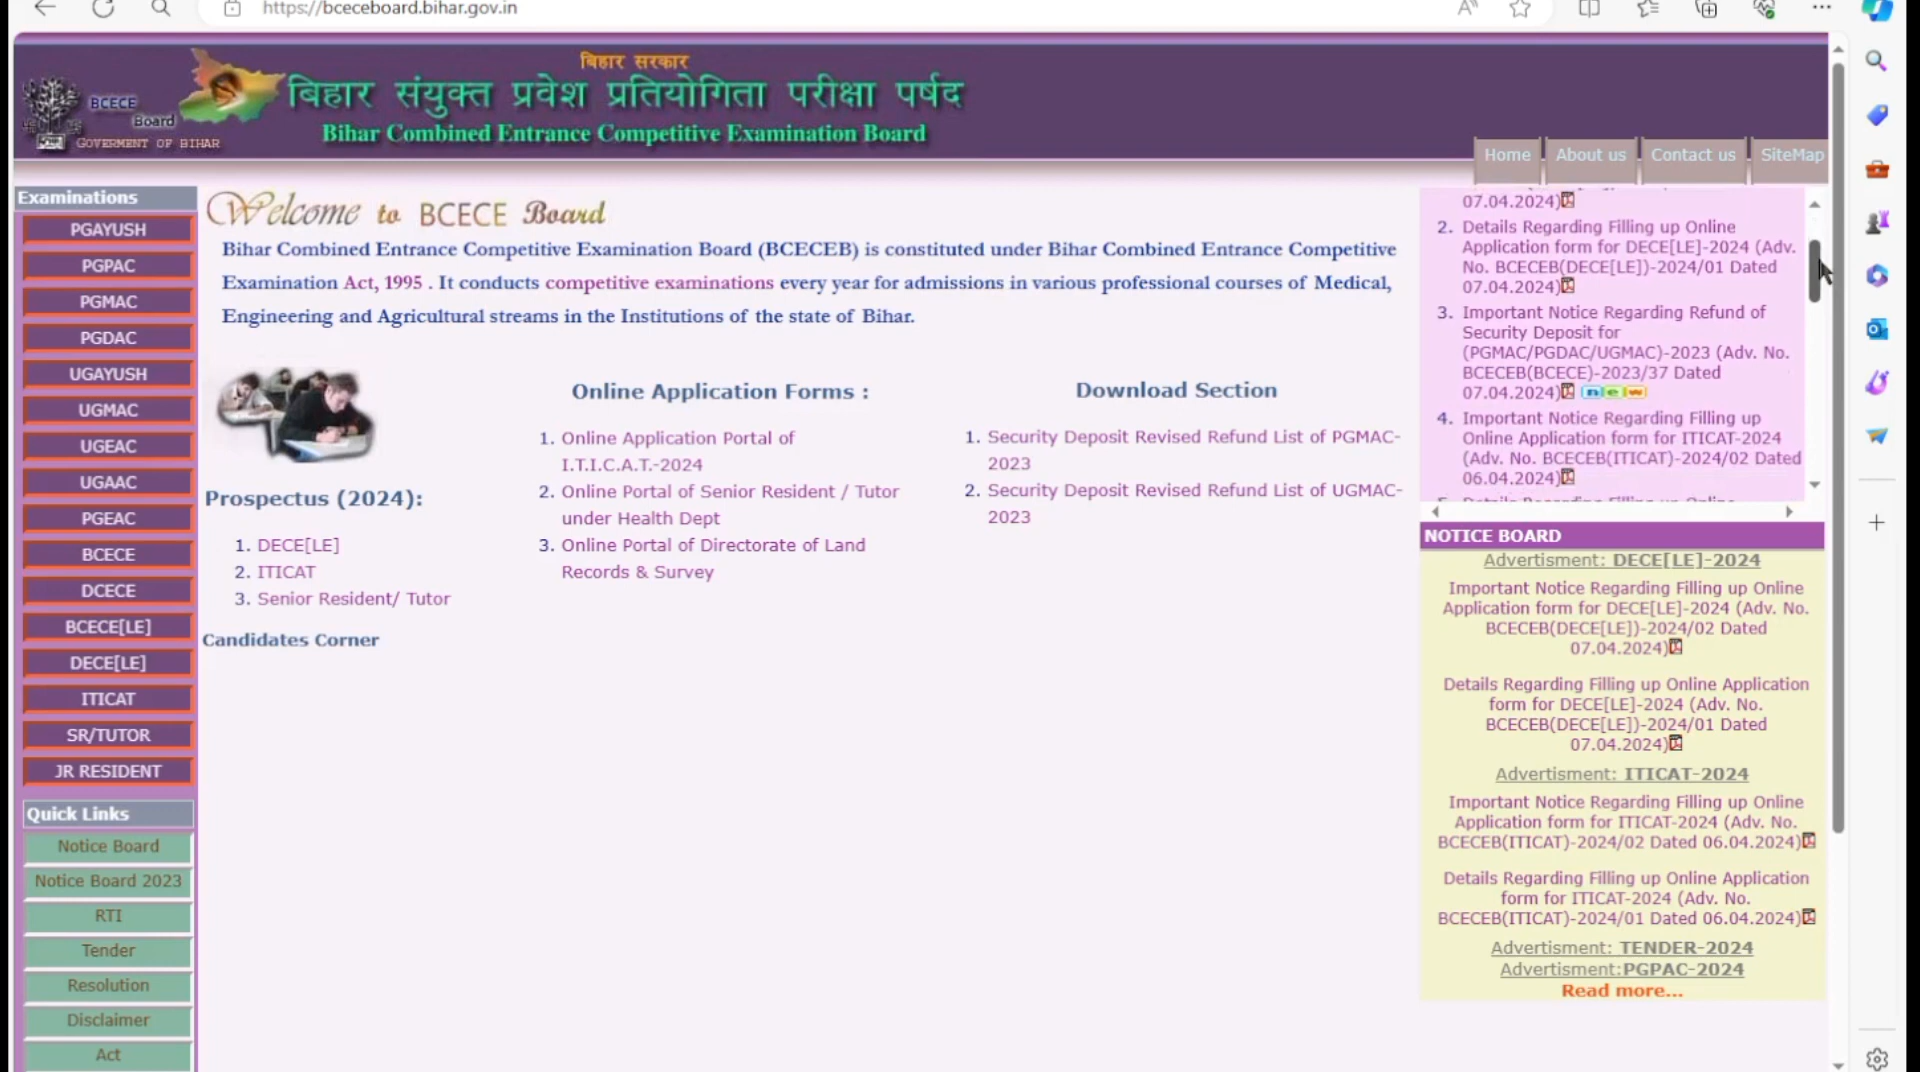 https://bceceboard.bihar.gov.in
बिहार सरकार
बिहार संयुक्त प्रवेश प्रतियोगिता परीक्षा पर्षद
Bihar Combined Entrance Competitive Examination Board
BCECE
Board
GOVERMENT OF BIHAR
Home
About us
Contact us
SiteMap
Examinations
PGAYUSH
PGPAC
PGMAC
PGDAC
UGAYUSH
UGMAC
UGEAC
UGAAC
PGEAC
BCECE
DCECE
BCECE[LE]
DECE[LE]
ITICAT
SR/TUTOR
JR RESIDENT
Quick Links
Notice Board
Notice Board 2023
RTI
Tender
Resolution
Disclaimer
Act
Welcome to BCECE Board
Bihar Combined Entrance Competitive Examination Board (BCECEB) is constituted under Bihar Combined Entrance Competitive
Examination Act, 1995 . It conducts competitive examinations every year for admissions in various professional courses of Medical,
Engineering and Agricultural streams in the Institutions of the state of Bihar.
Prospectus (2024):
1. DECE[LE]
2. ITICAT
3. Senior Resident/ Tutor
Candidates Corner
Online Application Forms :
1. Online Application Portal of
I.T.I.C.A.T.-2024
2. Online Portal of Senior Resident / Tutor
under Health Dept
3. Online Portal of Directorate of Land
Records & Survey
Download Section
1. Security Deposit Revised Refund List of PGMAC-
2023
2. Security Deposit Revised Refund List of UGMAC-
2023
07.04.2024)
2. Details Regarding Filling up Online
Application form for DECE[LE]-2024 (Adv.
No. BCECEB(DECE[LE])-2024/01 Dated
07.04.2024)
3. Important Notice Regarding Refund of
Security Deposit for
(PGMAC/PGDAC/UGMAC)-2023 (Adv. No.
BCECEB(BCECE)-2023/37 Dated
07.04.2024) new
4. Important Notice Regarding Filling up
Online Application form for ITICAT-2024
(Adv. No. BCECEB(ITICAT)-2024/02 Dated
06.04.2024)
NOTICE BOARD
Advertisment: DECE[LE]-2024
Important Notice Regarding Filling up Online
Application form for DECE[LE]-2024 (Adv. No.
BCECEB(DECE[LE])-2024/02 Dated
07.04.2024)
Details Regarding Filling up Online Application
form for DECE[LE]-2024 (Adv. No.
BCECEB(DECE[LE])-2024/01 Dated
07.04.2024)
Advertisment: ITICAT-2024
Important Notice Regarding Filling up Online
Application form for ITICAT-2024 (Adv. No.
BCECEB(ITICAT)-2024/02 Dated 06.04.2024)
Details Regarding Filling up Online Application
form for ITICAT-2024 (Adv. No.
BCECEB(ITICAT)-2024/01 Dated 06.04.2024)
Advertisment: TENDER-2024
Advertisment:PGPAC-2024
Read more...